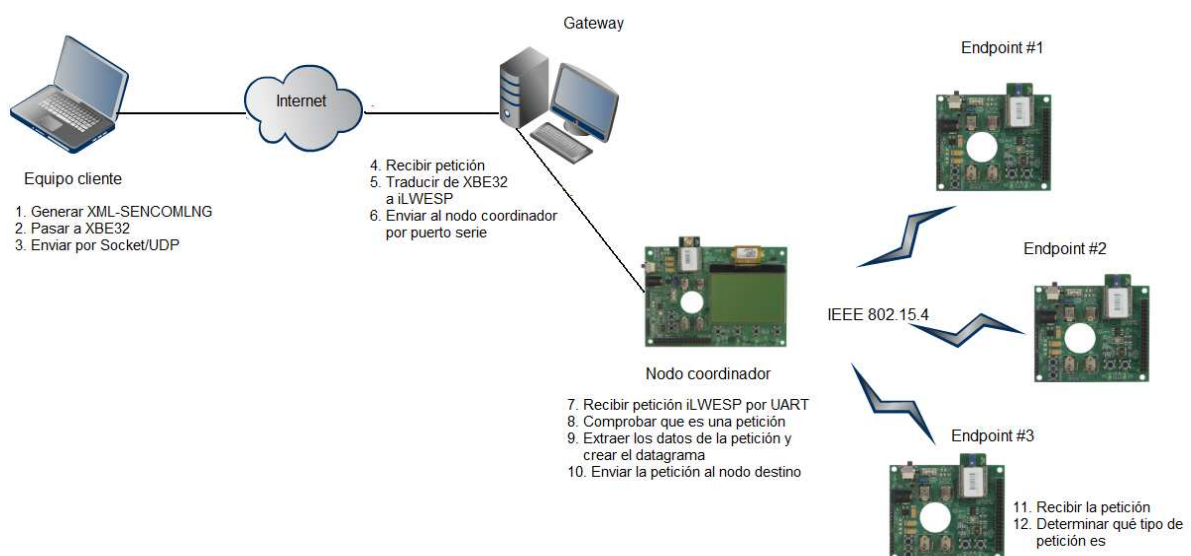 Gateway
Endpoint #1
Internet
Equipo cliente
1. Generar XML-SENCOMLNG
2. Pasar a XBE32
3. Enviar por Socket/UDP
4. Recibir petición
5. Traducir de XBE32
a iLWESP
6. Enviar al nodo coordinador
por puerto serie
Endpoint #2
IEEE 802.15.4
Nodo coordinador
7. Recibir petición iLWESP por UART
8. Comprobar que es una petición
9. Extraer los datos de la petición y
crear el datagrama
10. Enviar la petición al nodo destino
Endpoint #3
11. Recibir la petición
12. Determinar qué tipo de
petición es